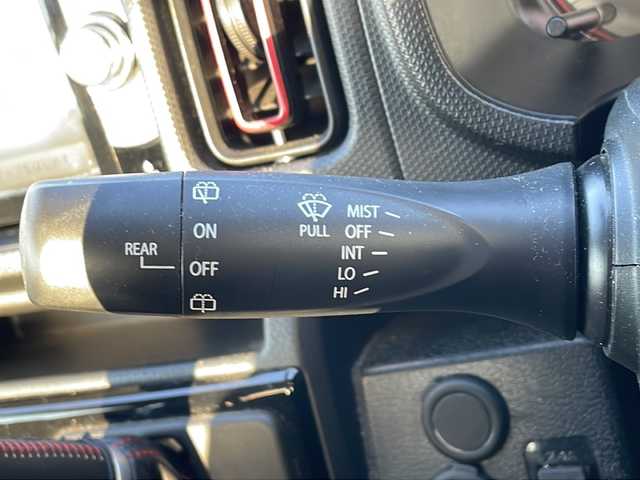 REAR
ON
OFF
PULL
MIST
OFF
INT
LO
HI